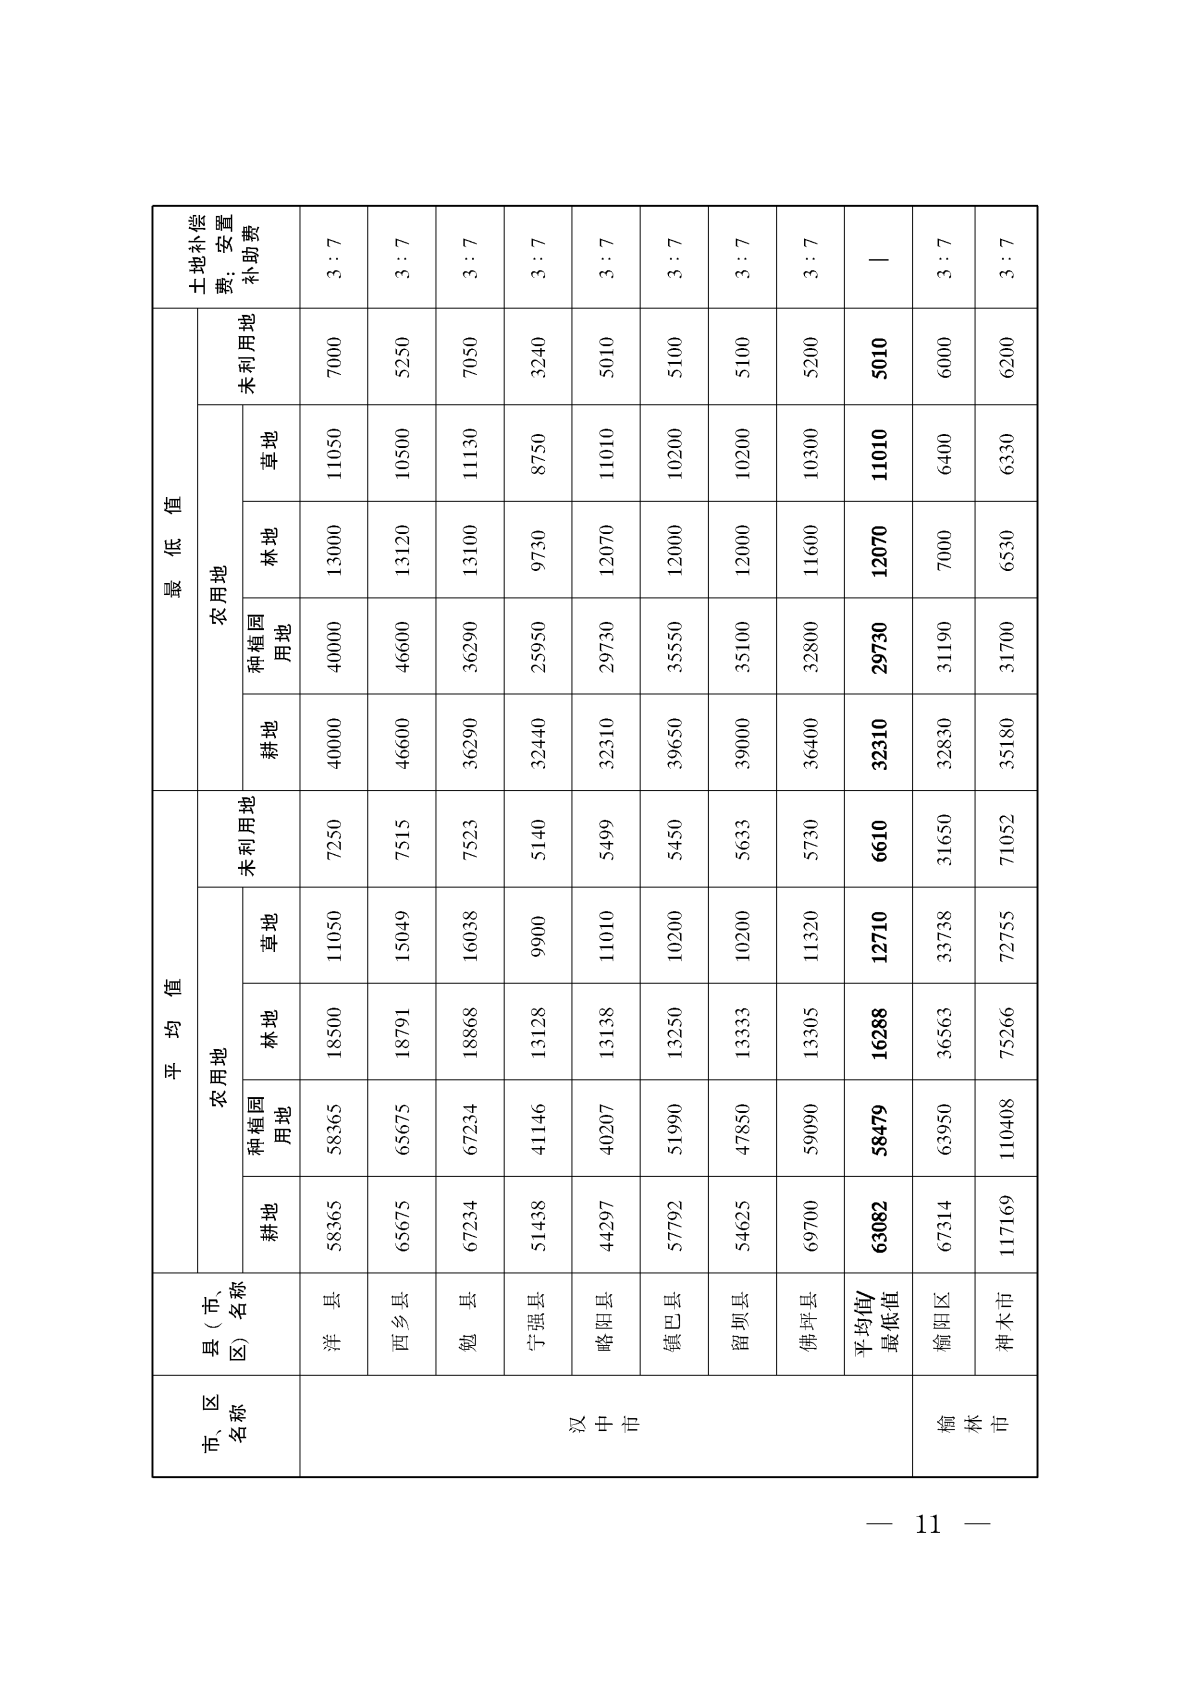 市、区名称 县（市、区）名称 平均值 最低值 土地补偿费：安置补助费
农用地 未利用地 农用地 未利用地
耕地 种植园用地 林地 草地 耕地 种植园用地 林地 草地
汉中市
洋 县 58365 58365 18500 11050 7250 40000 40000 13000 11050 7000 3：7
西乡县 65675 65675 18791 15049 7515 46600 46600 13120 10500 5250 3：7
勉 县 67234 67234 18868 16038 7523 36290 36290 13100 11130 7050 3：7
宁强县 51438 41146 13128 9900 5140 32440 25950 9730 8750 3240 3：7
略阳县 44297 40207 13138 11010 5499 32310 29730 12070 11010 5010 3：7
镇巴县 57792 51990 13250 10200 5450 39650 35550 12000 10200 5100 3：7
留坝县 54625 47850 13333 10200 5633 39000 35100 12000 10200 5100 3：7
佛坪县 69700 59090 13305 11320 5730 36400 32800 11600 10300 5200 3：7
平均值/最低值 63082 58479 16288 12710 6610 32310 29730 12070 11010 5010 —
榆林市
榆阳区 67314 63950 36563 33738 31650 32830 31190 7000 6400 6000 3：7
神木市 117169 110408 75266 72755 71052 35180 31700 6530 6330 6200 3：7
— 11 —